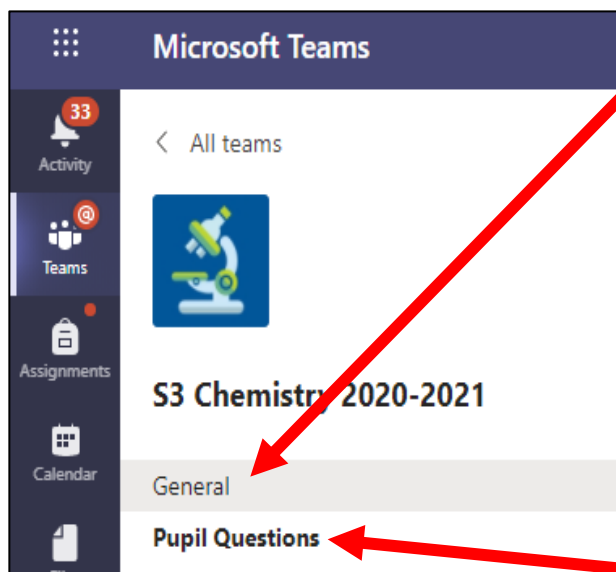 Microsoft Teams
33
Activity
< All teams
@
Teams
Assignments
S3 Chemistry 2020-2021
Calendar
General
Pupil Questions